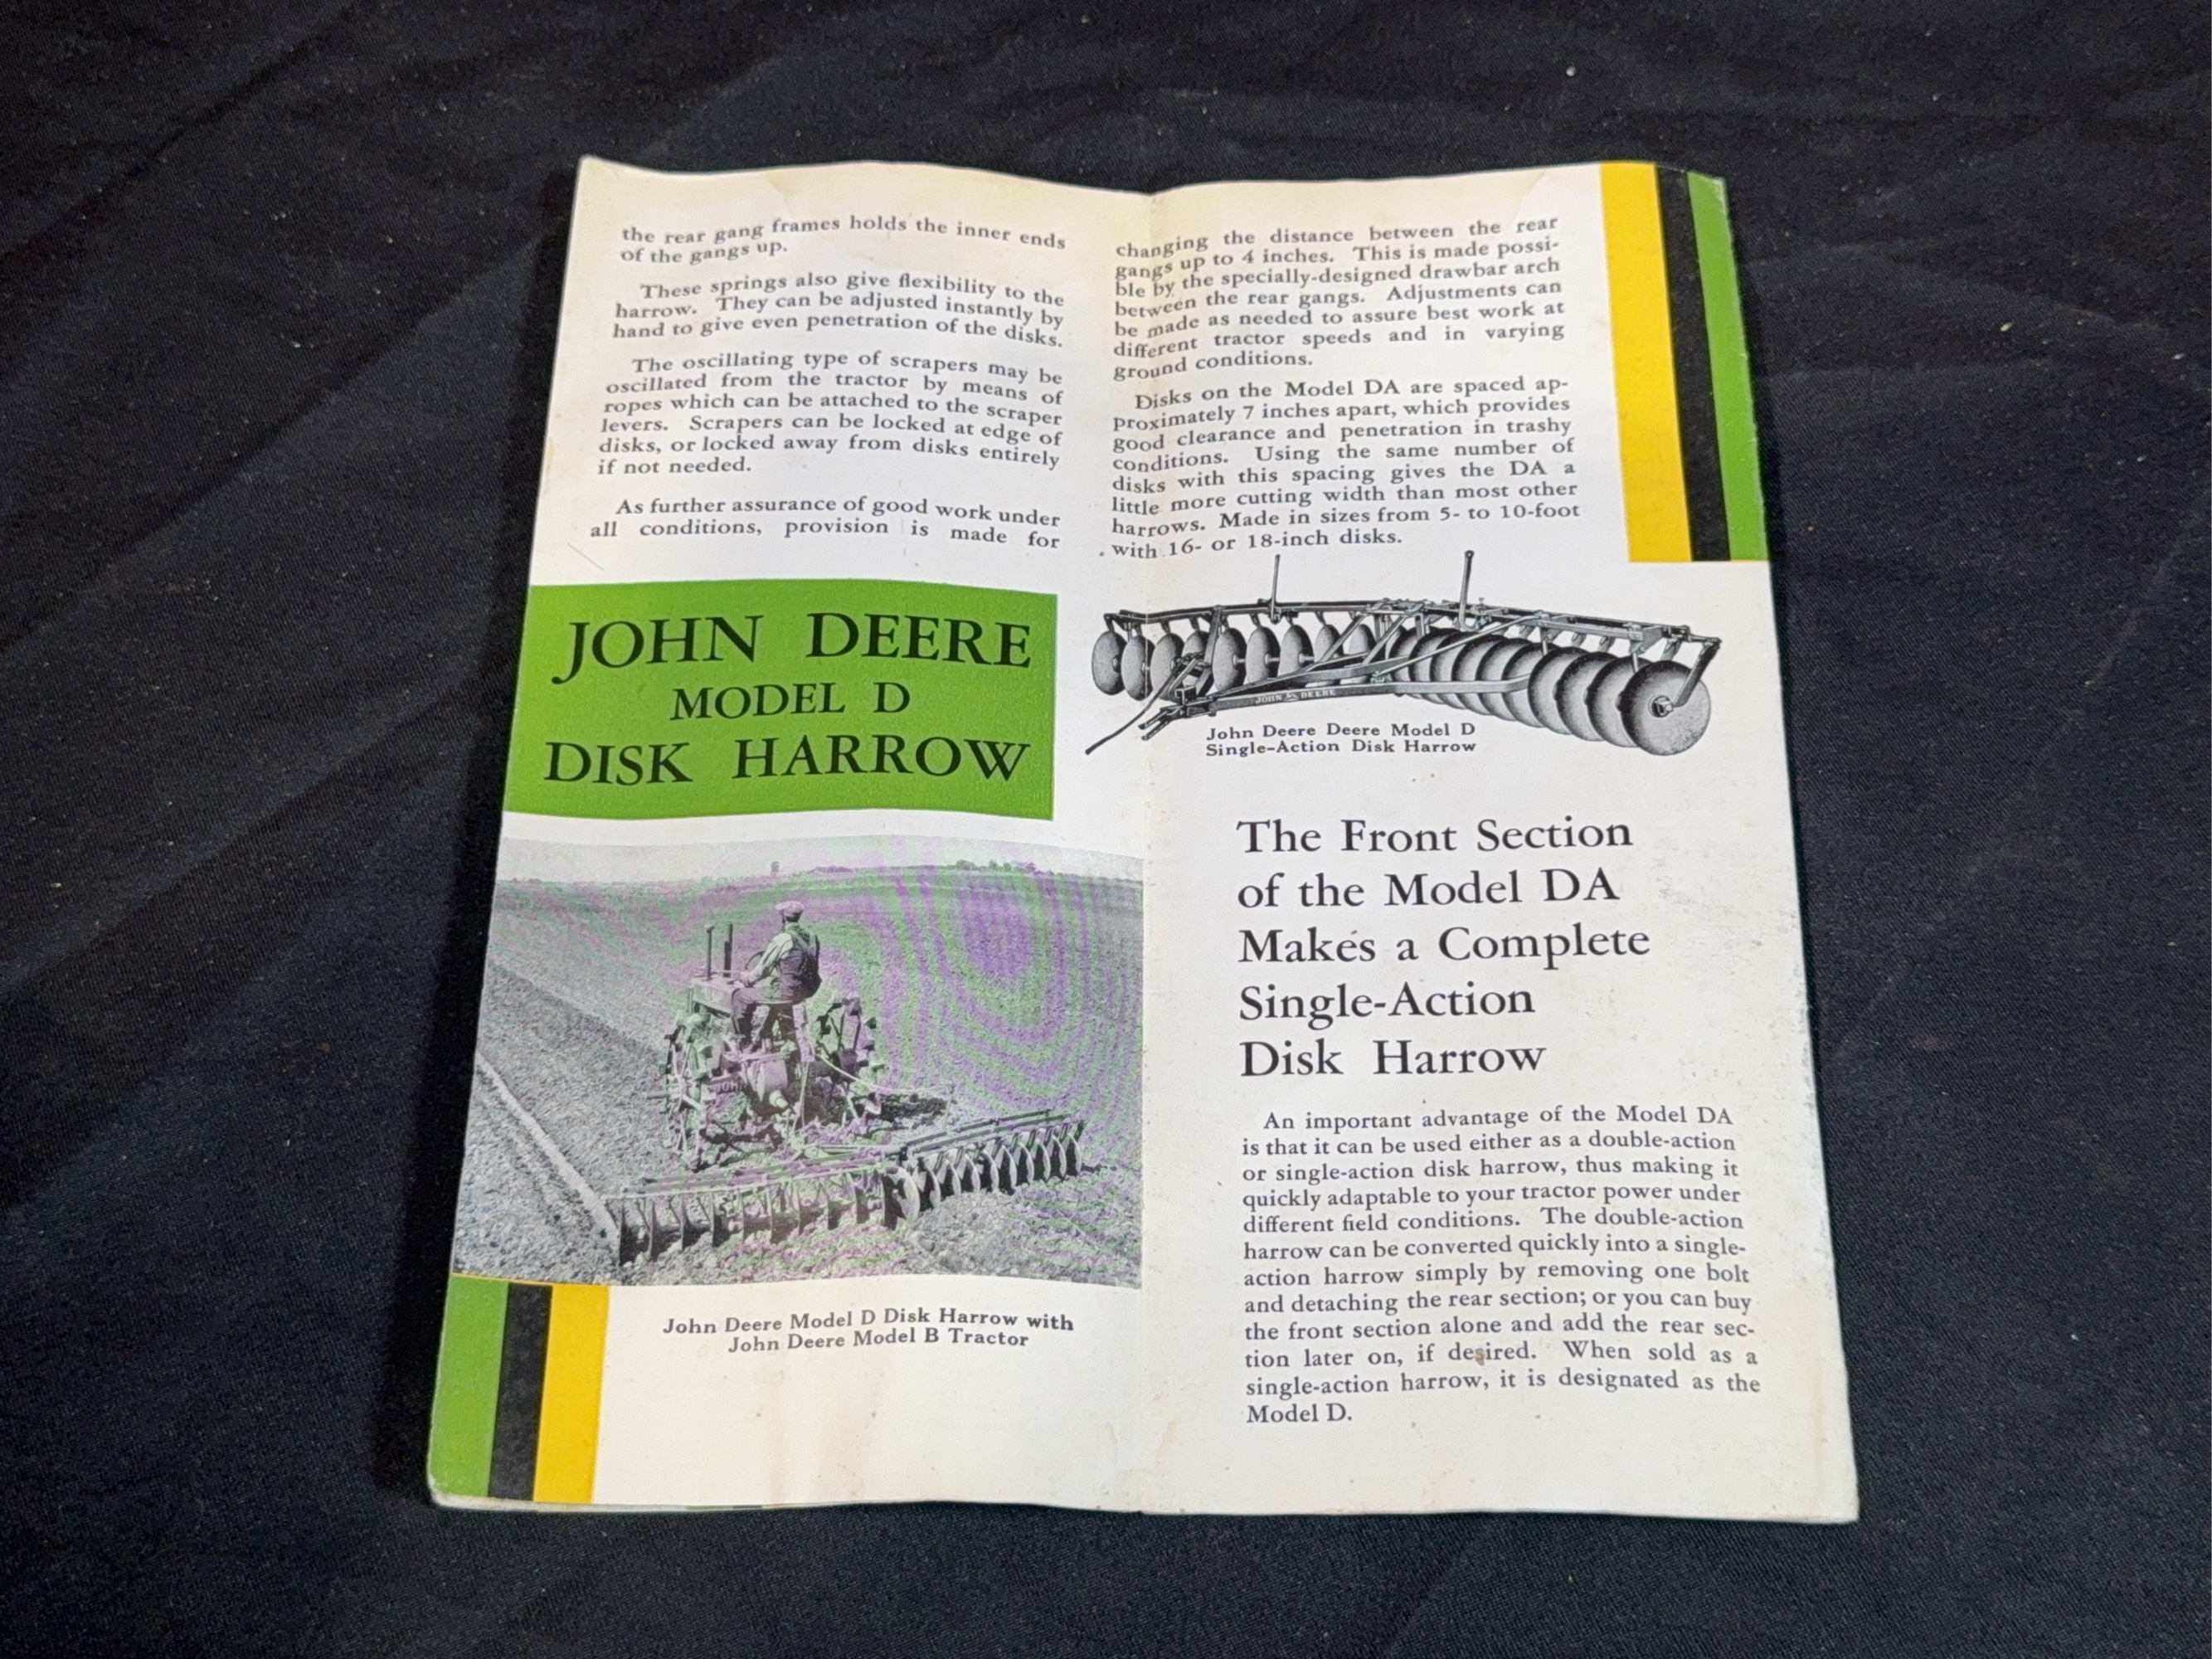 the rear gang frames holds the inner ends
of the gangs up.
These springs also give flexibility to the
harrow. They can be adjusted instantly by
hand to give even penetration of the disks.
The oscillating type of scrapers may be
oscillated from the tractor by means of
ropes which can be attached to the scraper
levers. Scrapers can be locked at edge of
disks, or locked away from disks entirely
if not needed.
As further assurance of good work under
all conditions, provision is made for
changing the distance between the rear
gangs up to 4 inches. This is made possi-
ble by the specially-designed drawbar arch
between the rear gangs. Adjustments can
be made as needed to assure best work at
different tractor speeds and in varying
ground conditions.
Disks on the Model DA are spaced ap-
proximately 7 inches apart, which provides
good clearance and penetration in trashy
conditions. Using the same number of
disks with this spacing gives the DA a
little more cutting width than most other
harrows. Made in sizes from 5- to 10-foot
with 16- or 18-inch disks.
JOHN DEERE
MODEL D
DISK HARROW
JOHN DEERE
John Deere Deere Model D
Single-Action Disk Harrow
John Deere Model D Disk Harrow with
John Deere Model B Tractor
The Front Section
of the Model DA
Makes a Complete
Single-Action
Disk Harrow
An important advantage of the Model DA
is that it can be used either as a double-action
or single-action disk harrow, thus making it
quickly adaptable to your tractor power under
different field conditions. The double-action
harrow can be converted quickly into a single-
action harrow simply by removing one bolt
and detaching the rear section; or you can buy
the front section alone and add the rear sec-
tion later on, if desired. When sold as a
single-action harrow, it is designated as the
Model D.